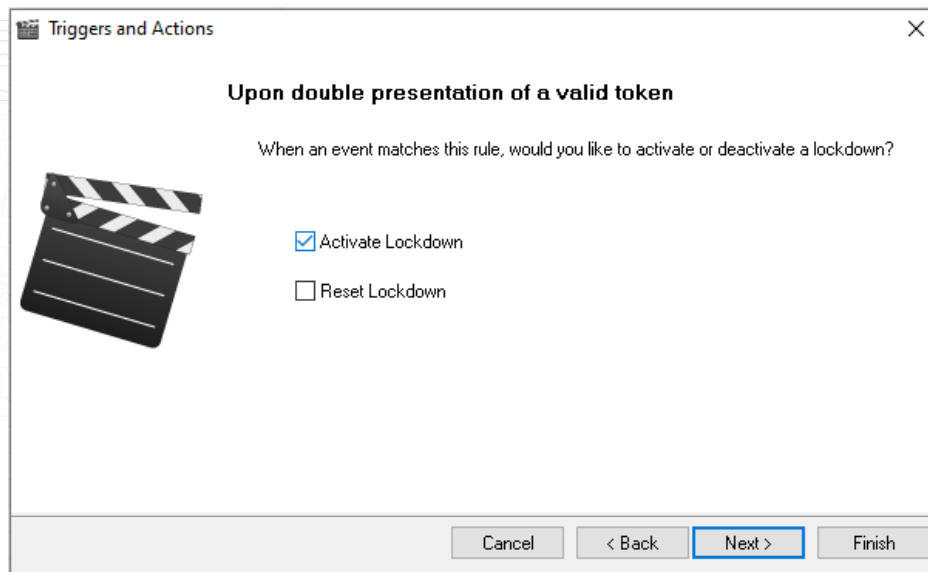 Triggers and Actions
Upon double presentation of a valid token
When an event matches this rule, would you like to activate or deactivate a lockdown?
Activate Lockdown
Reset Lockdown
Cancel
< Back
Next >
Finish